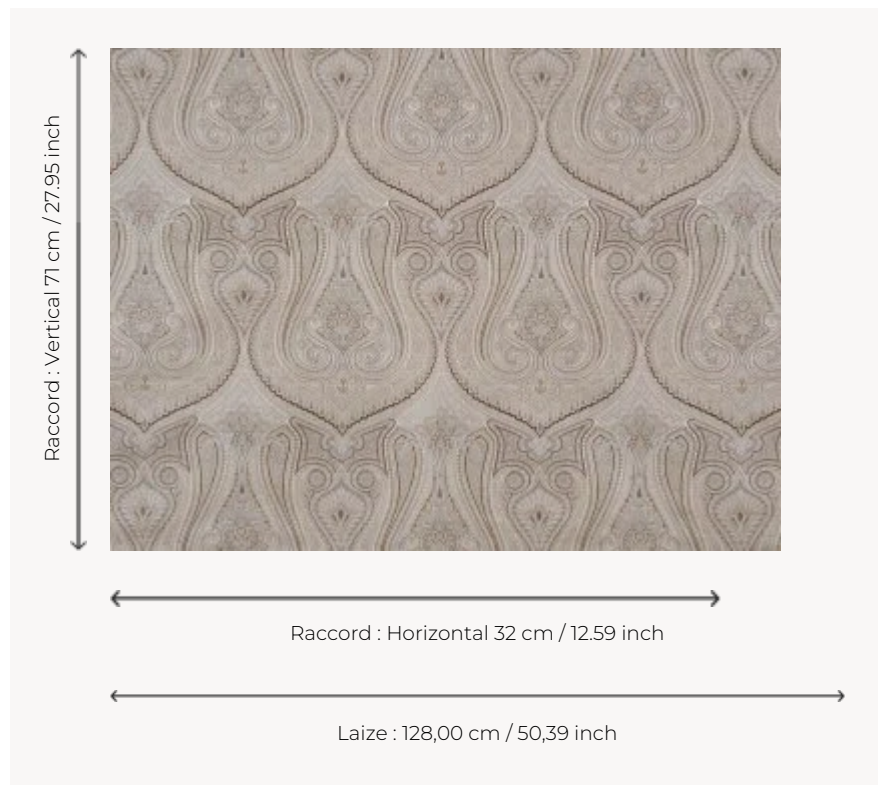 Raccord : Vertical 71 cm / 27.95 inch
Raccord : Horizontal 32 cm / 12.59 inch
Laize : 128,00 cm / 50,39 inch